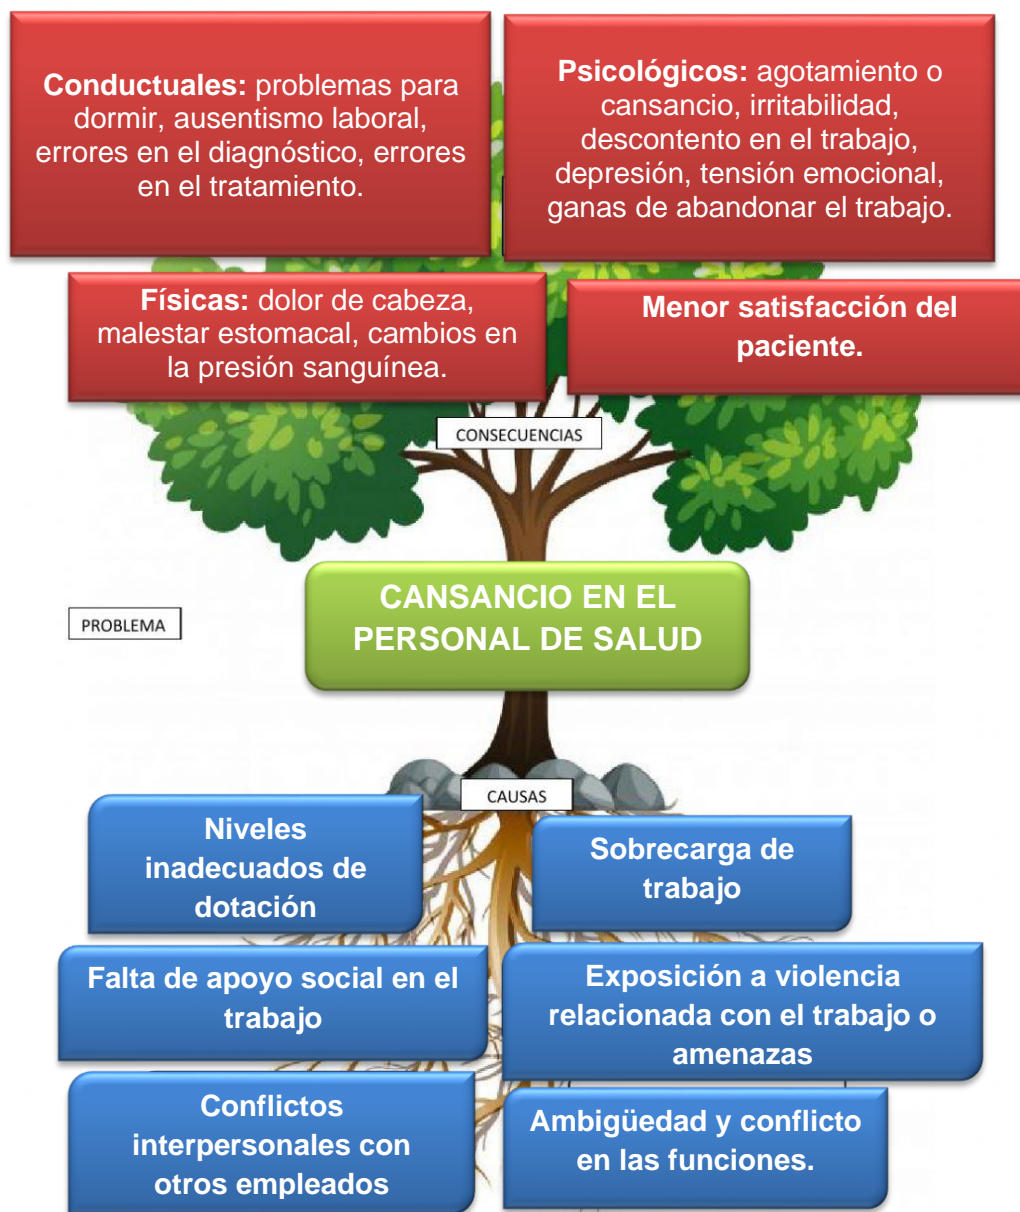 Conductuales: problemas para
dormir, ausentismo laboral,
errores en el diagnóstico, errores
en el tratamiento.
Psicológicos: agotamiento o
cansancio, irritabilidad,
descontento en el trabajo,
depresión, tensión emocional,
ganas de abandonar el trabajo.
Físicas: dolor de cabeza,
malestar estomacal, cambios en
la presión sanguínea.
Menor satisfacción del
paciente.
CONSECUENCIAS
CANSANCIO EN EL
PERSONAL DE SALUD
PROBLEMA
CAUSAS
Niveles
inadecuados de
dotación
Sobrecarga de
trabajo
Falta de apoyo social en el
trabajo
Exposición a violencia
relacionada con el trabajo o
amenazas
Conflictos
interpersonales con
otros empleados
Ambigüedad y conflicto
en las funciones.